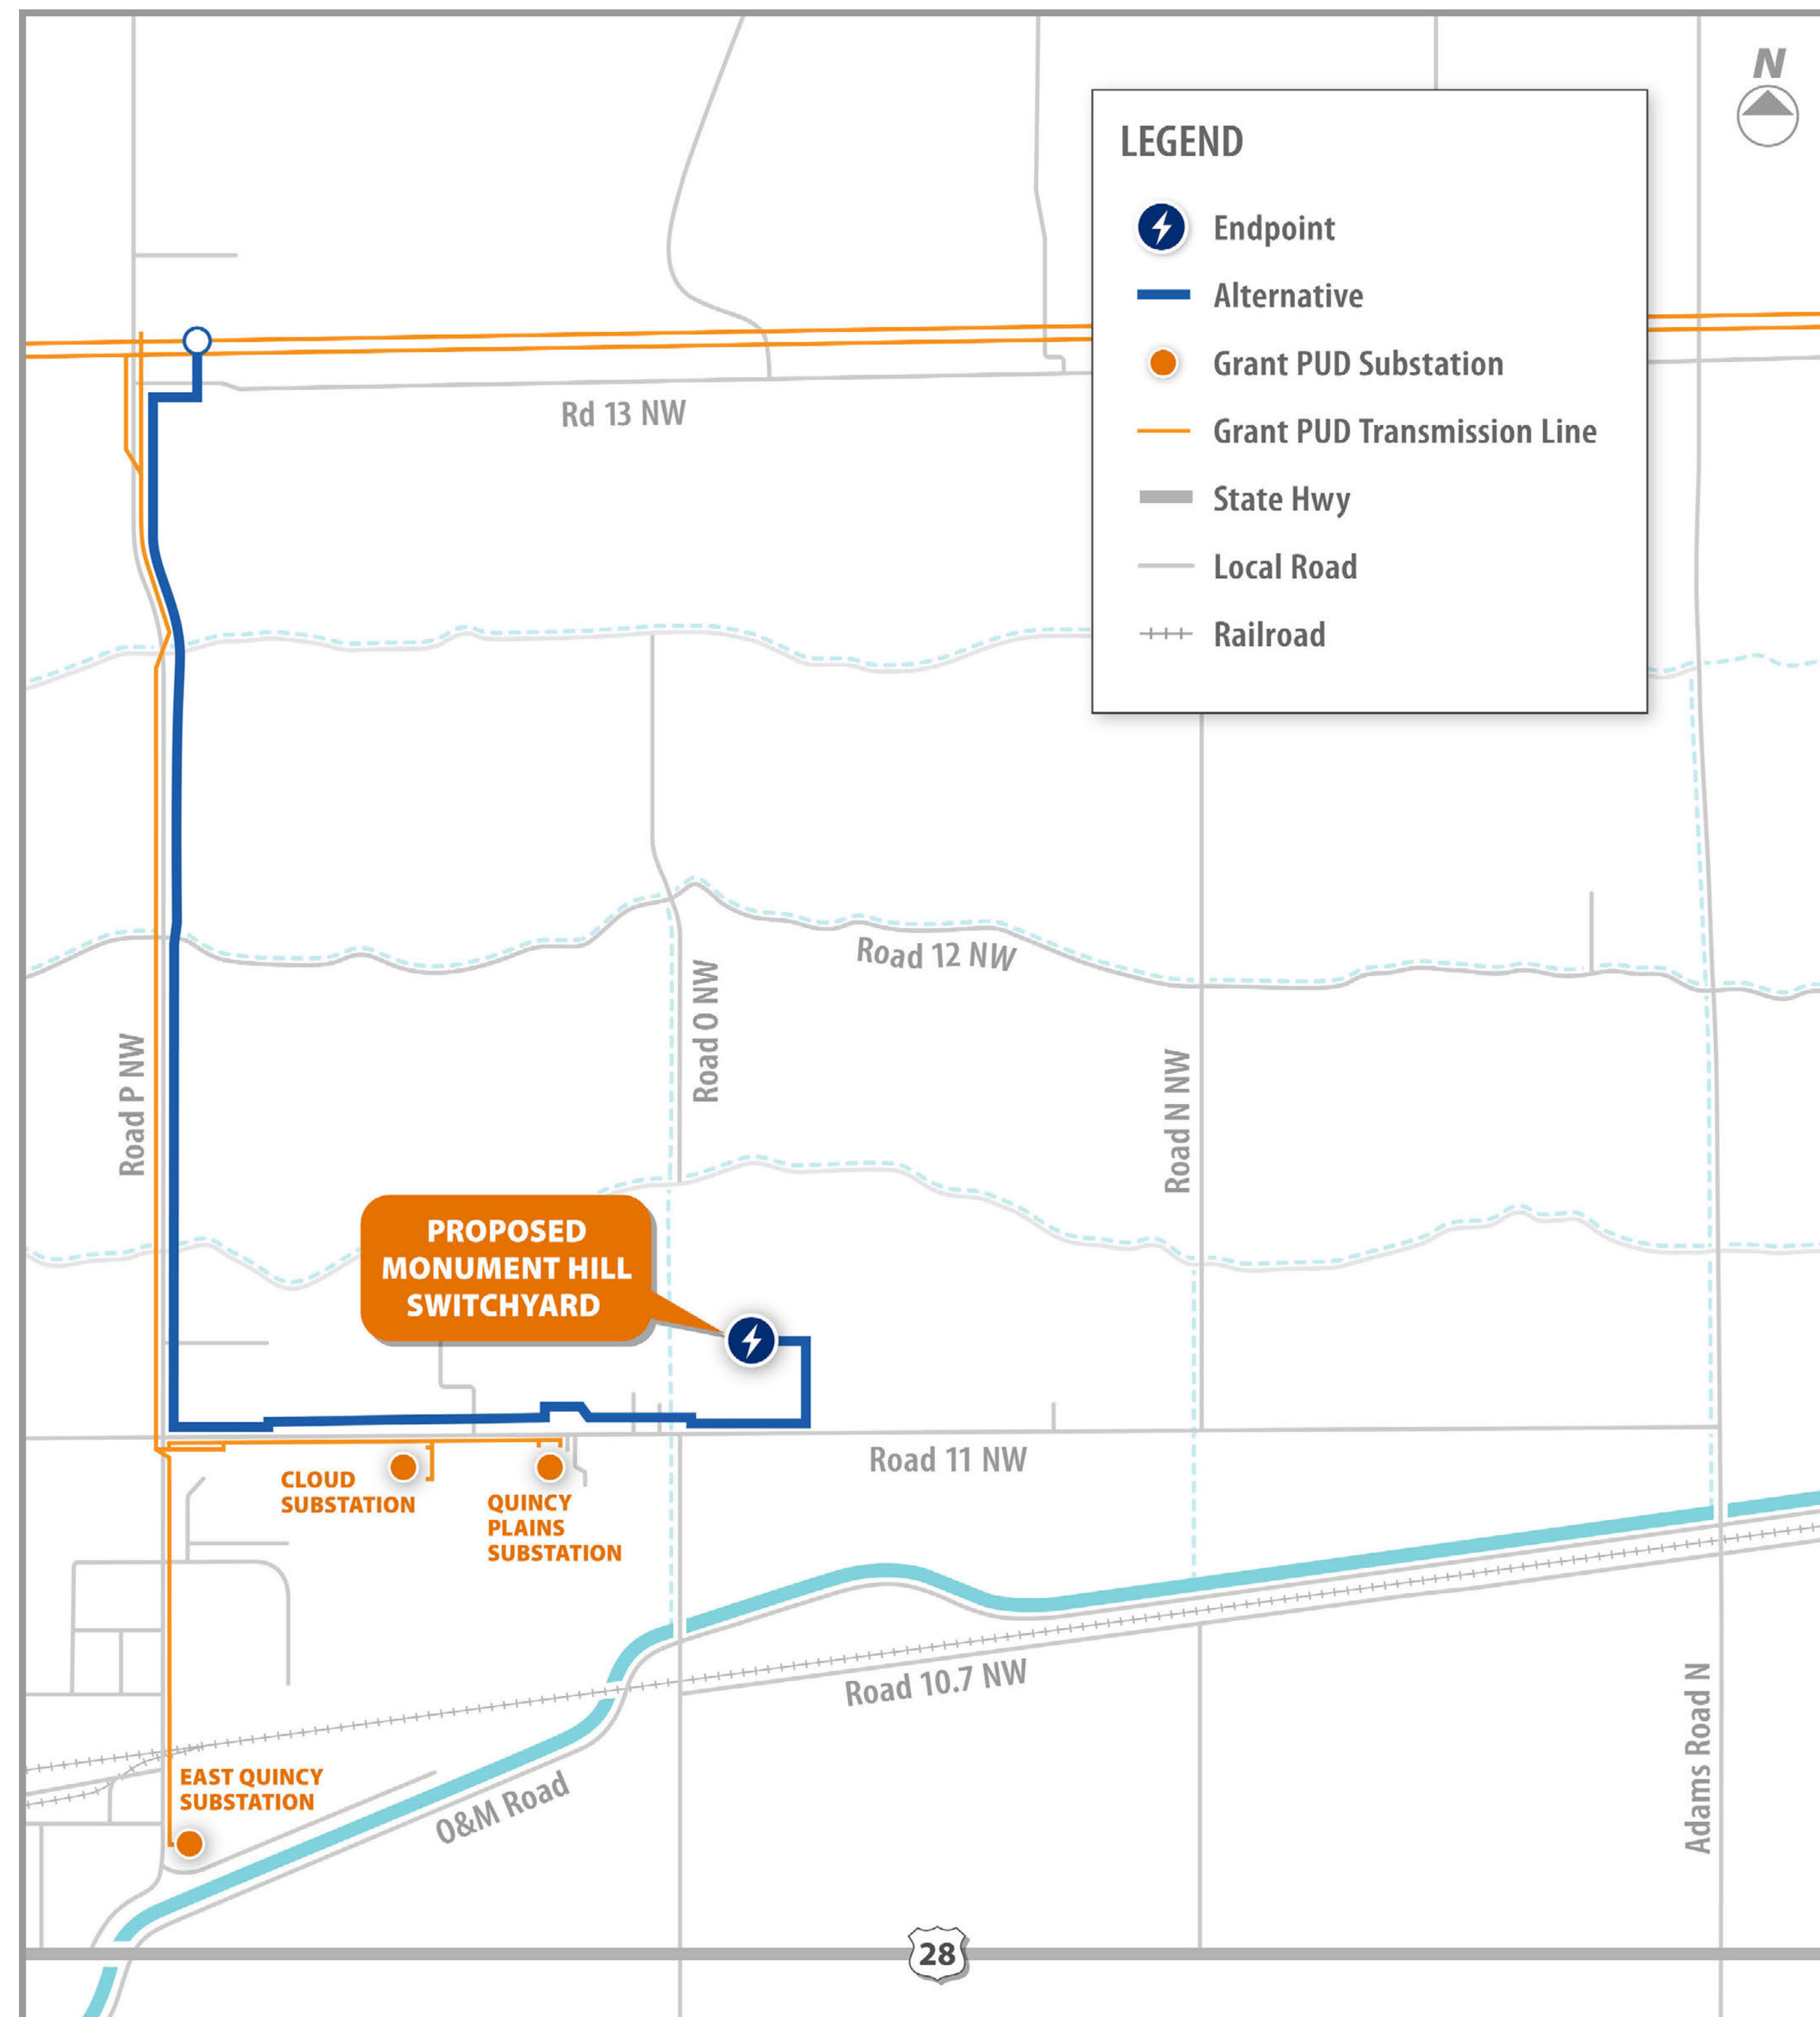 N
LEGEND
Endpoint
Alternative
Grant PUD Substation
Grant PUD Transmission Line
State Hwy
Local Road
Railroad
Rd 13 NW
Road 12 NW
Road O NW
Road P NW
Road N NW
PROPOSED
MONUMENT HILL
SWITCHYARD
Road 11 NW
CLOUD
SUBSTATION
QUINCY
PLAINS
SUBSTATION
Road 10.7 NW
Adams Road N
EAST QUINCY
SUBSTATION
O&M Road
28